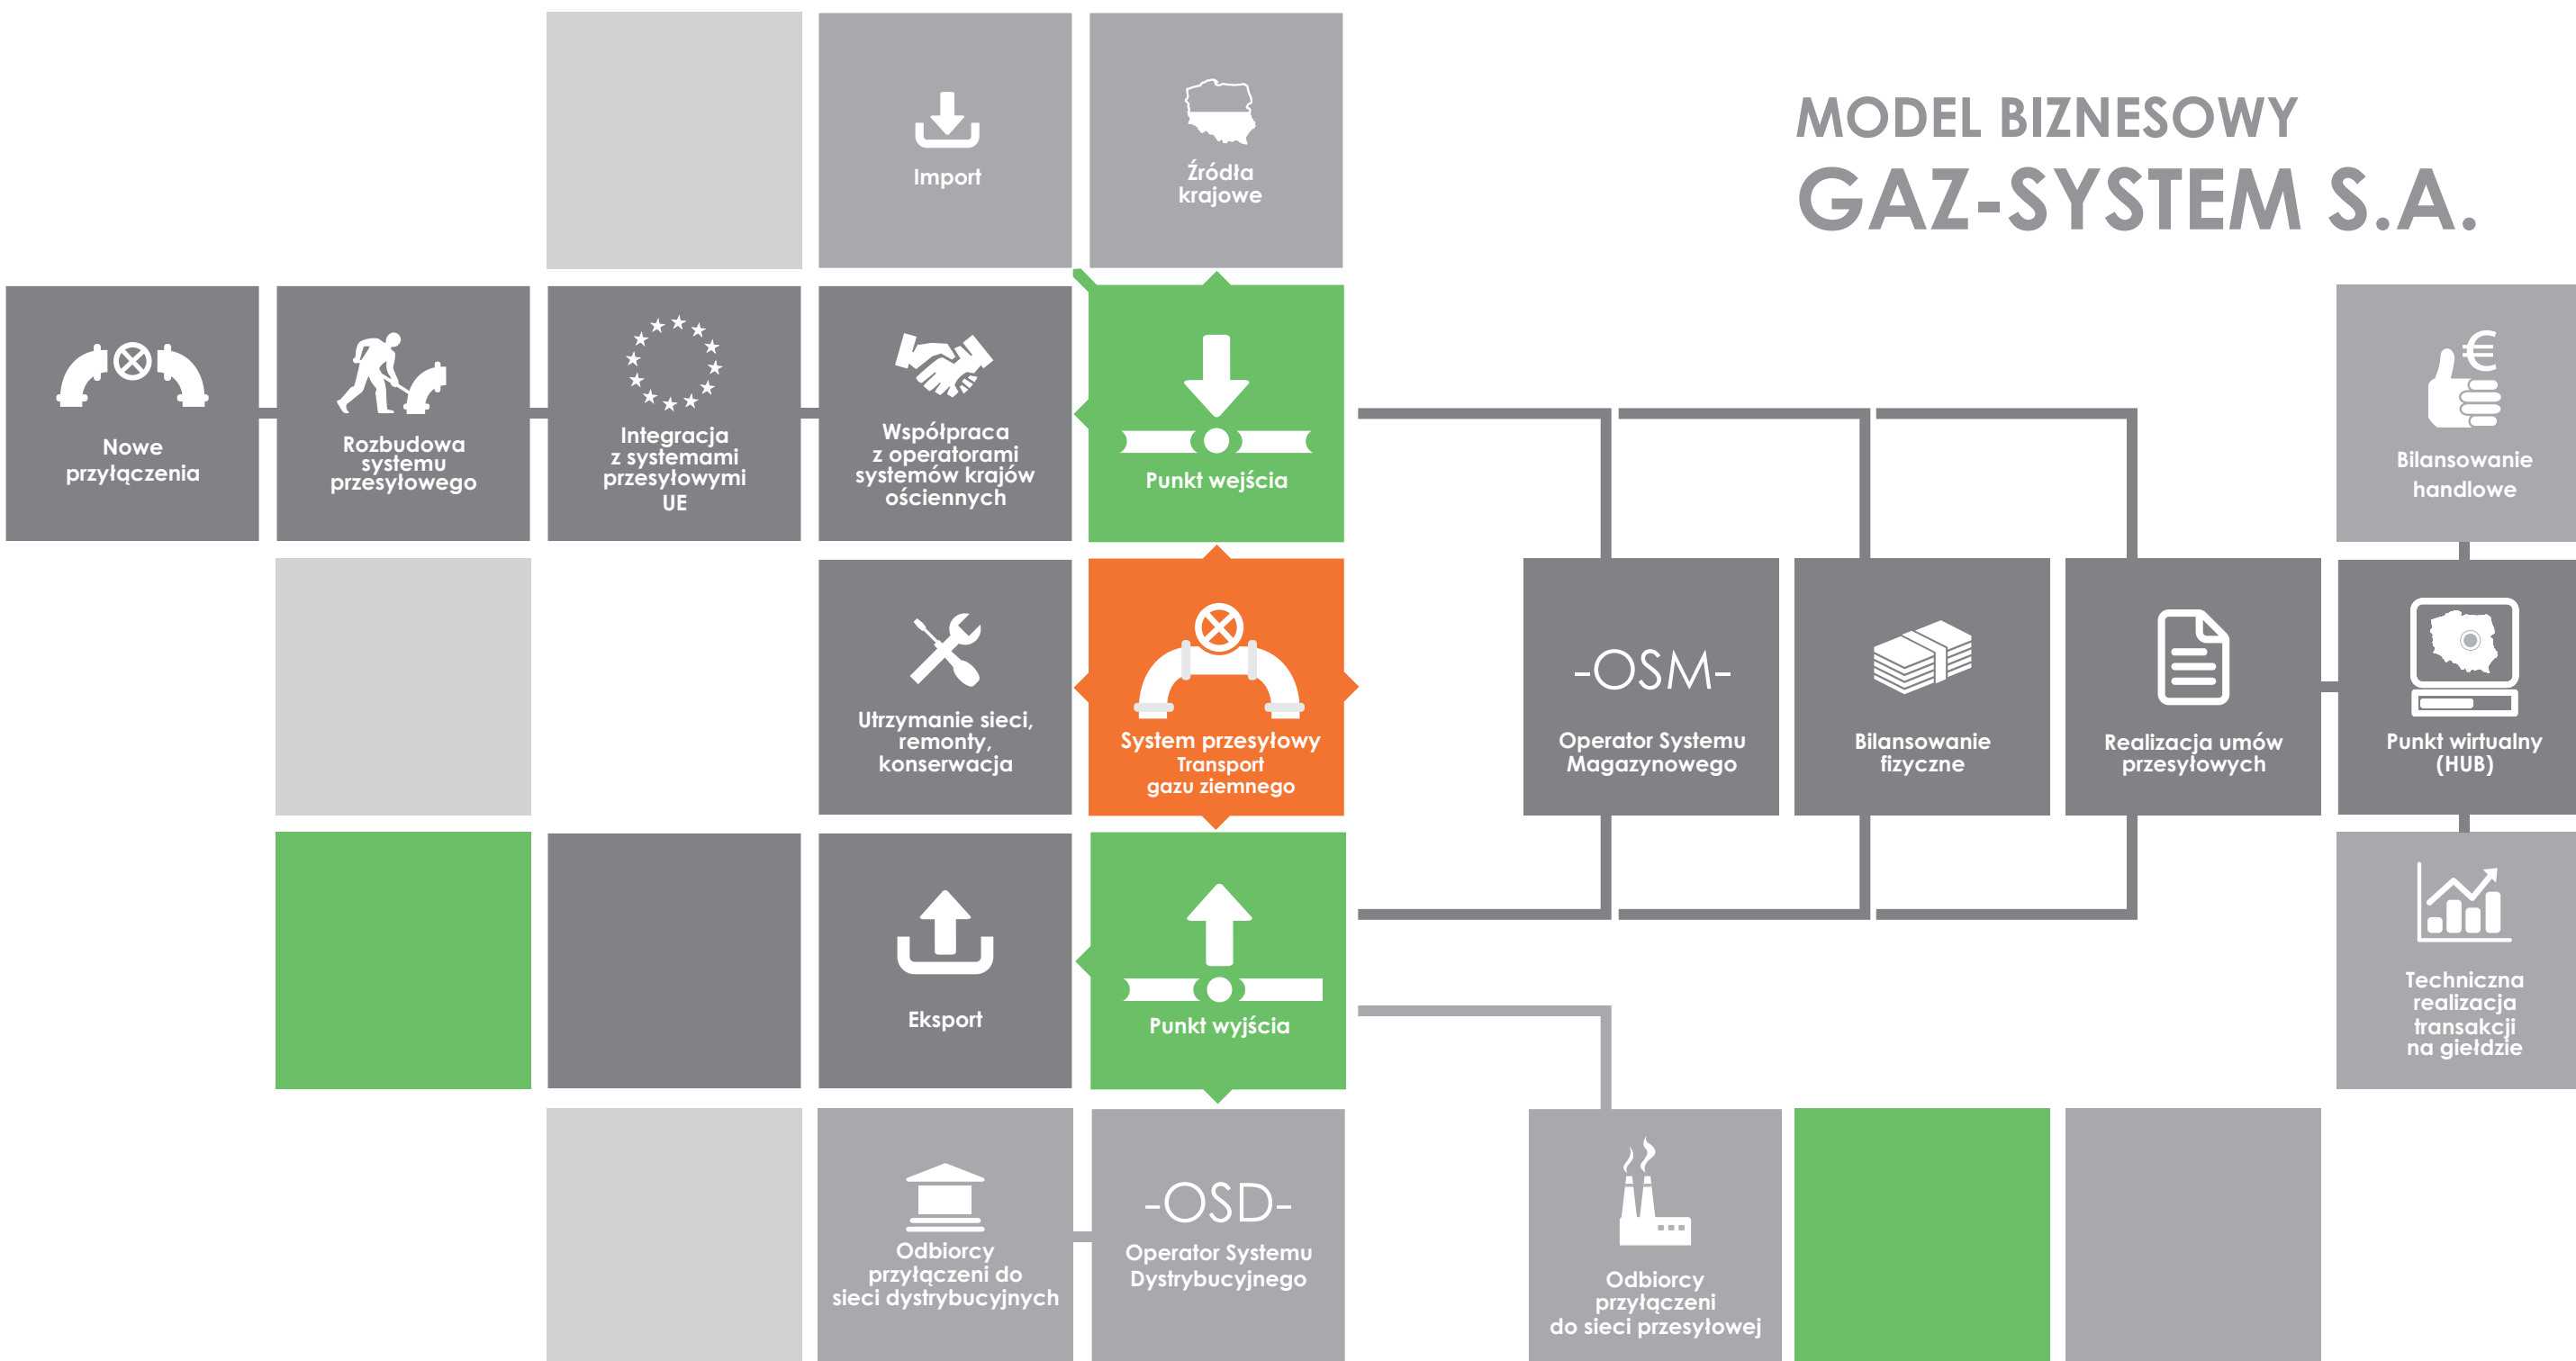 MODEL BIZNESOWY
GAZ-SYSTEM S.A.
Import
Źródła
krajowe
Nowe
przyłączenia
Rozbudowa
systemu
przesyłowego
Integracja
z systemami
przesyłowymi
UE
Współpraca
z operatorami
systemów krajów
ościennych
Punkt wejścia
€
Bilansowanie
handlowe
Utrzymanie sieci,
remonty,
konserwacja
System przesyłowy
Transport
gazu ziemnego
-OSM-
Operator Systemu
Magazynowego
Bilansowanie
fizyczne
Realizacja umów
przesyłowych
Punkt wirtualny
(HUB)
Eksport
Punkt wyjścia
Techniczna
realizacja
transakcji
na giełdzie
Odbiorcy
przyłączeni do
sieci dystrybucyjnych
-OSD-
Operator Systemu
Dystrybucyjnego
Odbiorcy
przyłączeni
do sieci przesyłowej